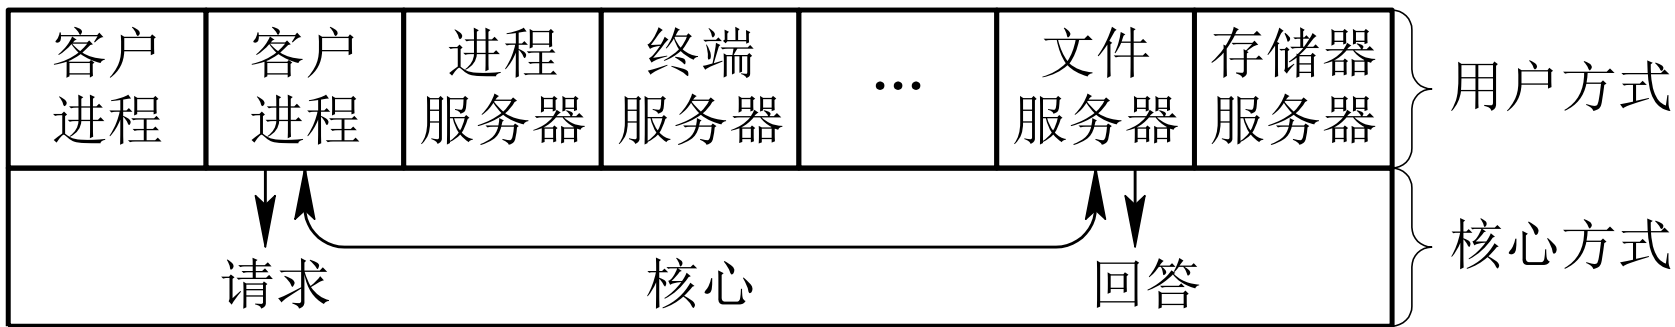 客户
进程
客户
进程
进程
服务器
终端
服务器
…
文件
服务器
存储器
服务器
用户方式
请求
核心
回答
核心方式